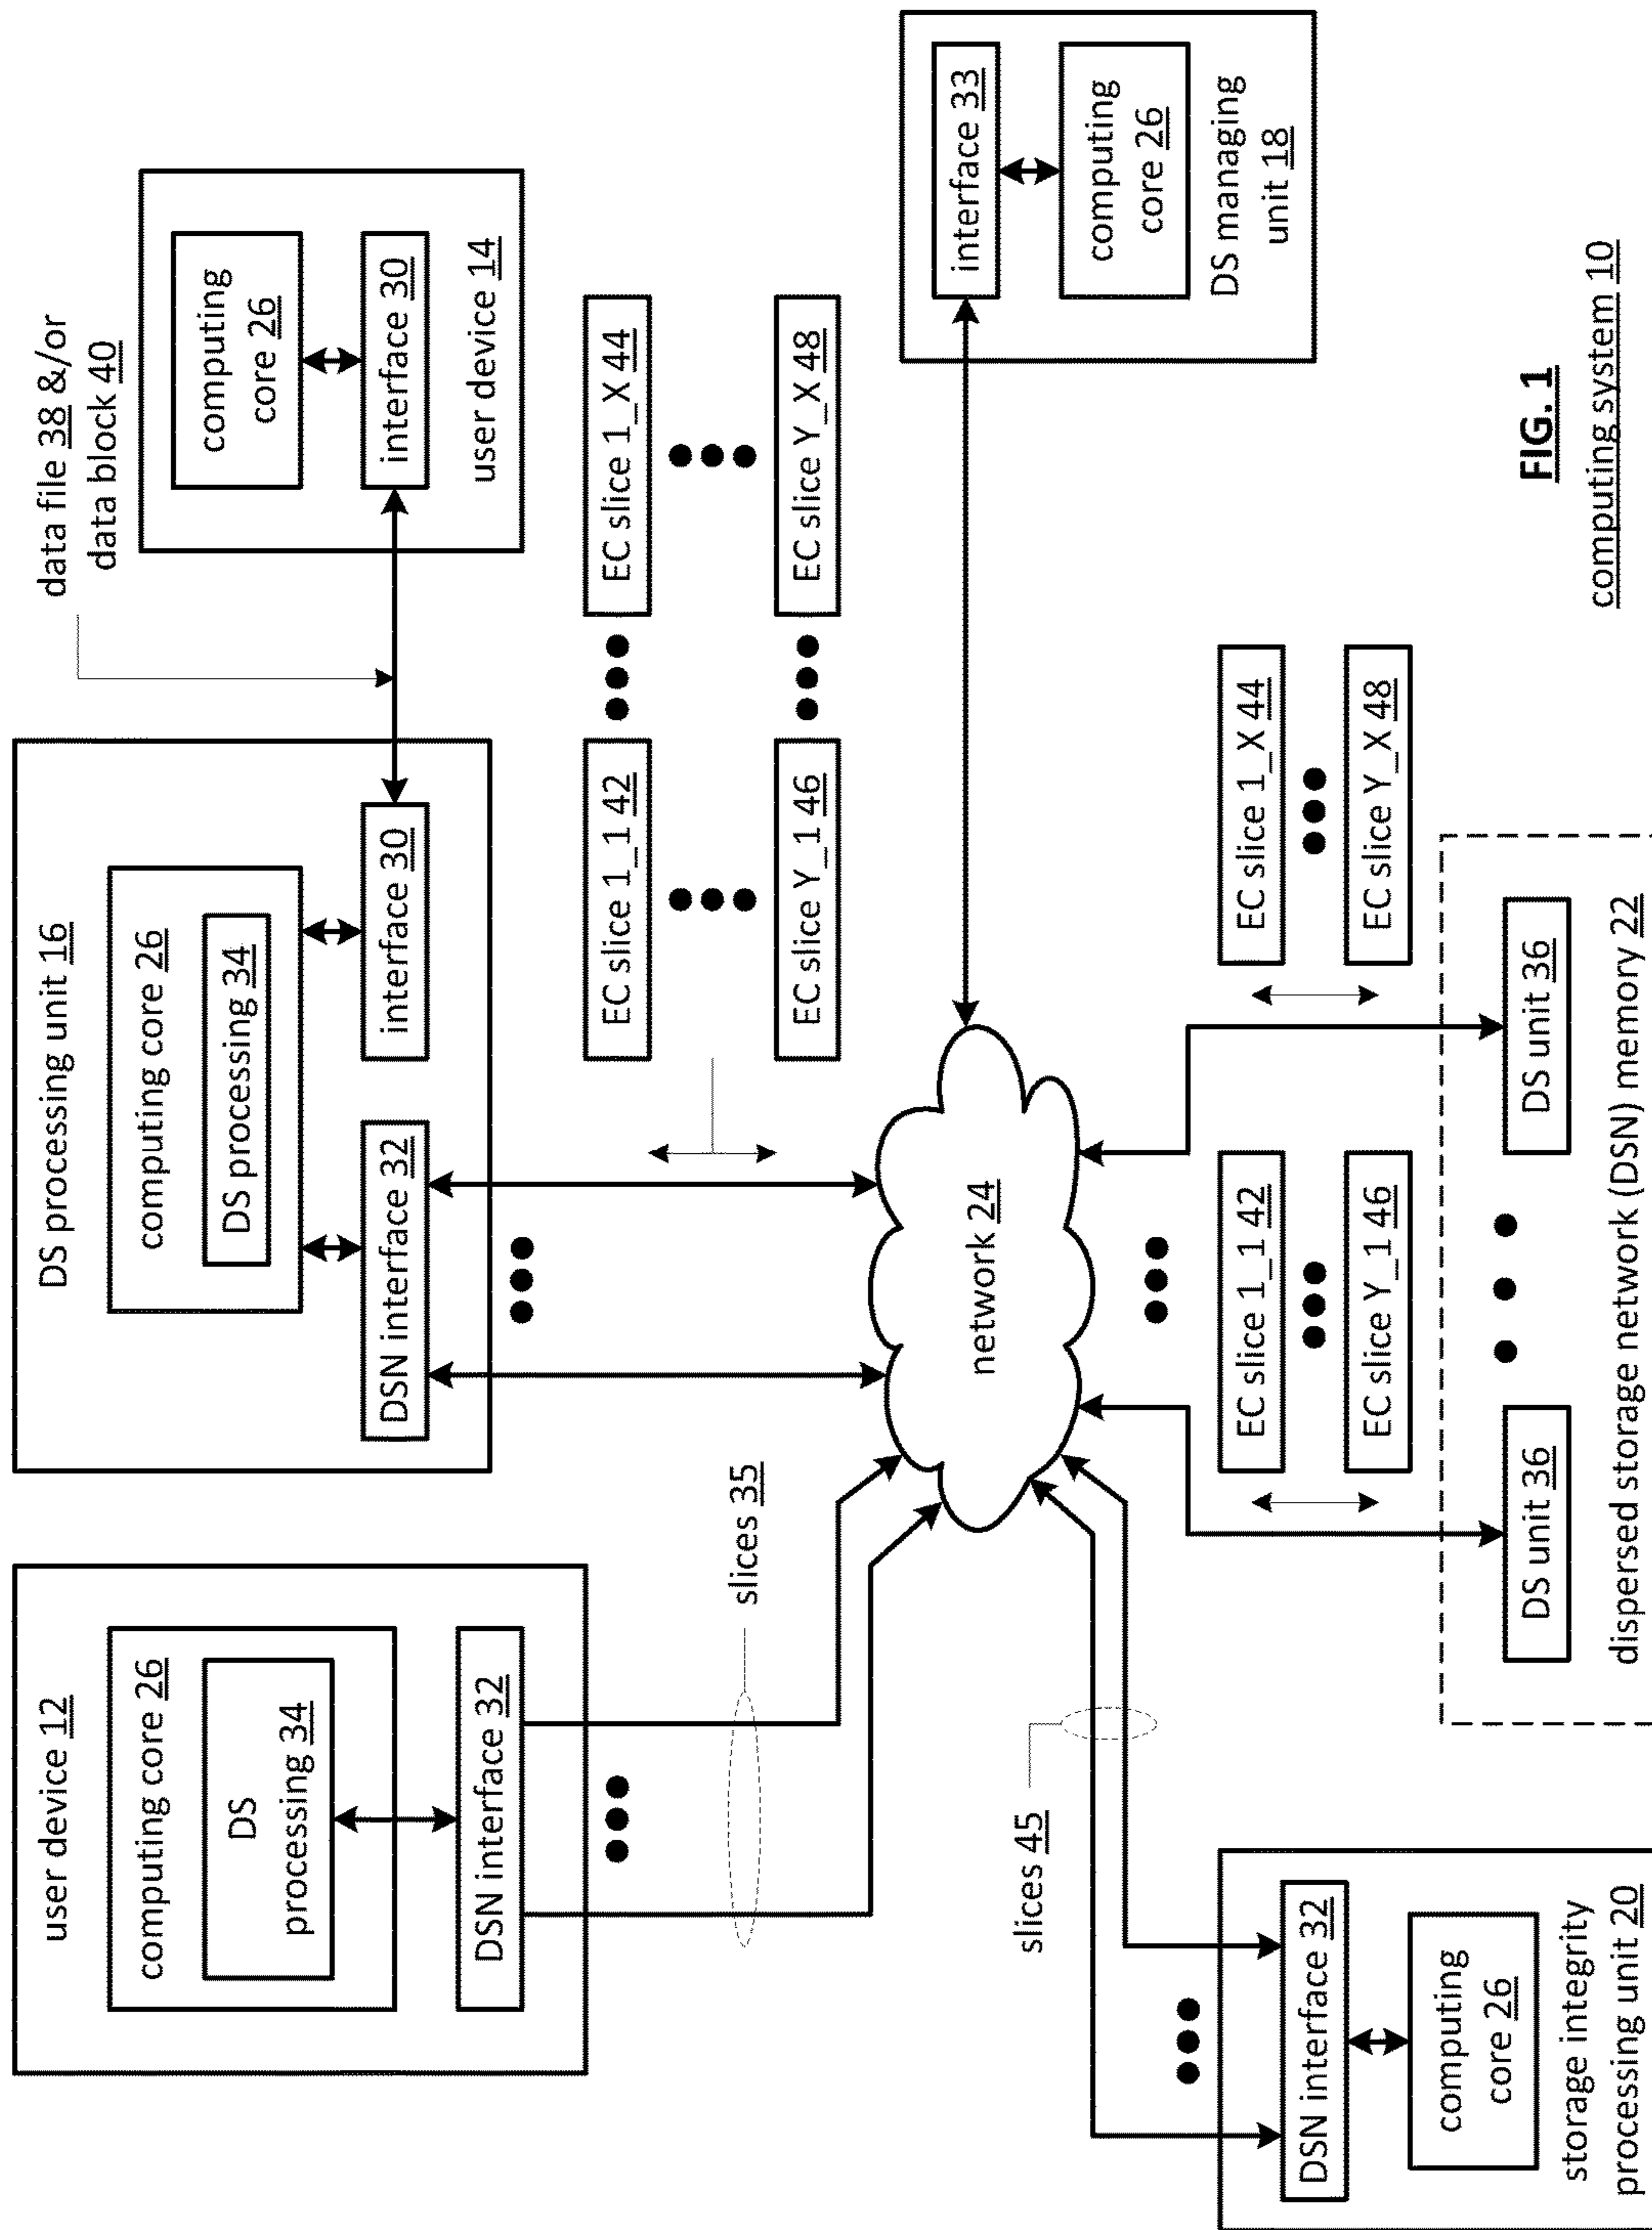 user device 12
computing core 26
DS
processing 34
DSN interface 32
slices 35
DS processing unit 16
computing core 26
DS processing 34
DSN interface 32
interface 30
data file 38 &/or
data block 40
computing
core 26
interface 30
user device 14
EC slice 1_1 42
EC slice 1_X 44
EC slice Y_1 46
EC slice Y_X 48
network 24
interface 33
computing
core 26
DS managing
unit 18
slices 45
DSN interface 32
computing
core 26
storage integrity
processing unit 20
EC slice 1_1 42
EC slice Y_1 46
EC slice 1_X 44
EC slice Y_X 48
DS unit 36
DS unit 36
dispersed storage network (DSN) memory 22
FIG. 1
computing system 10